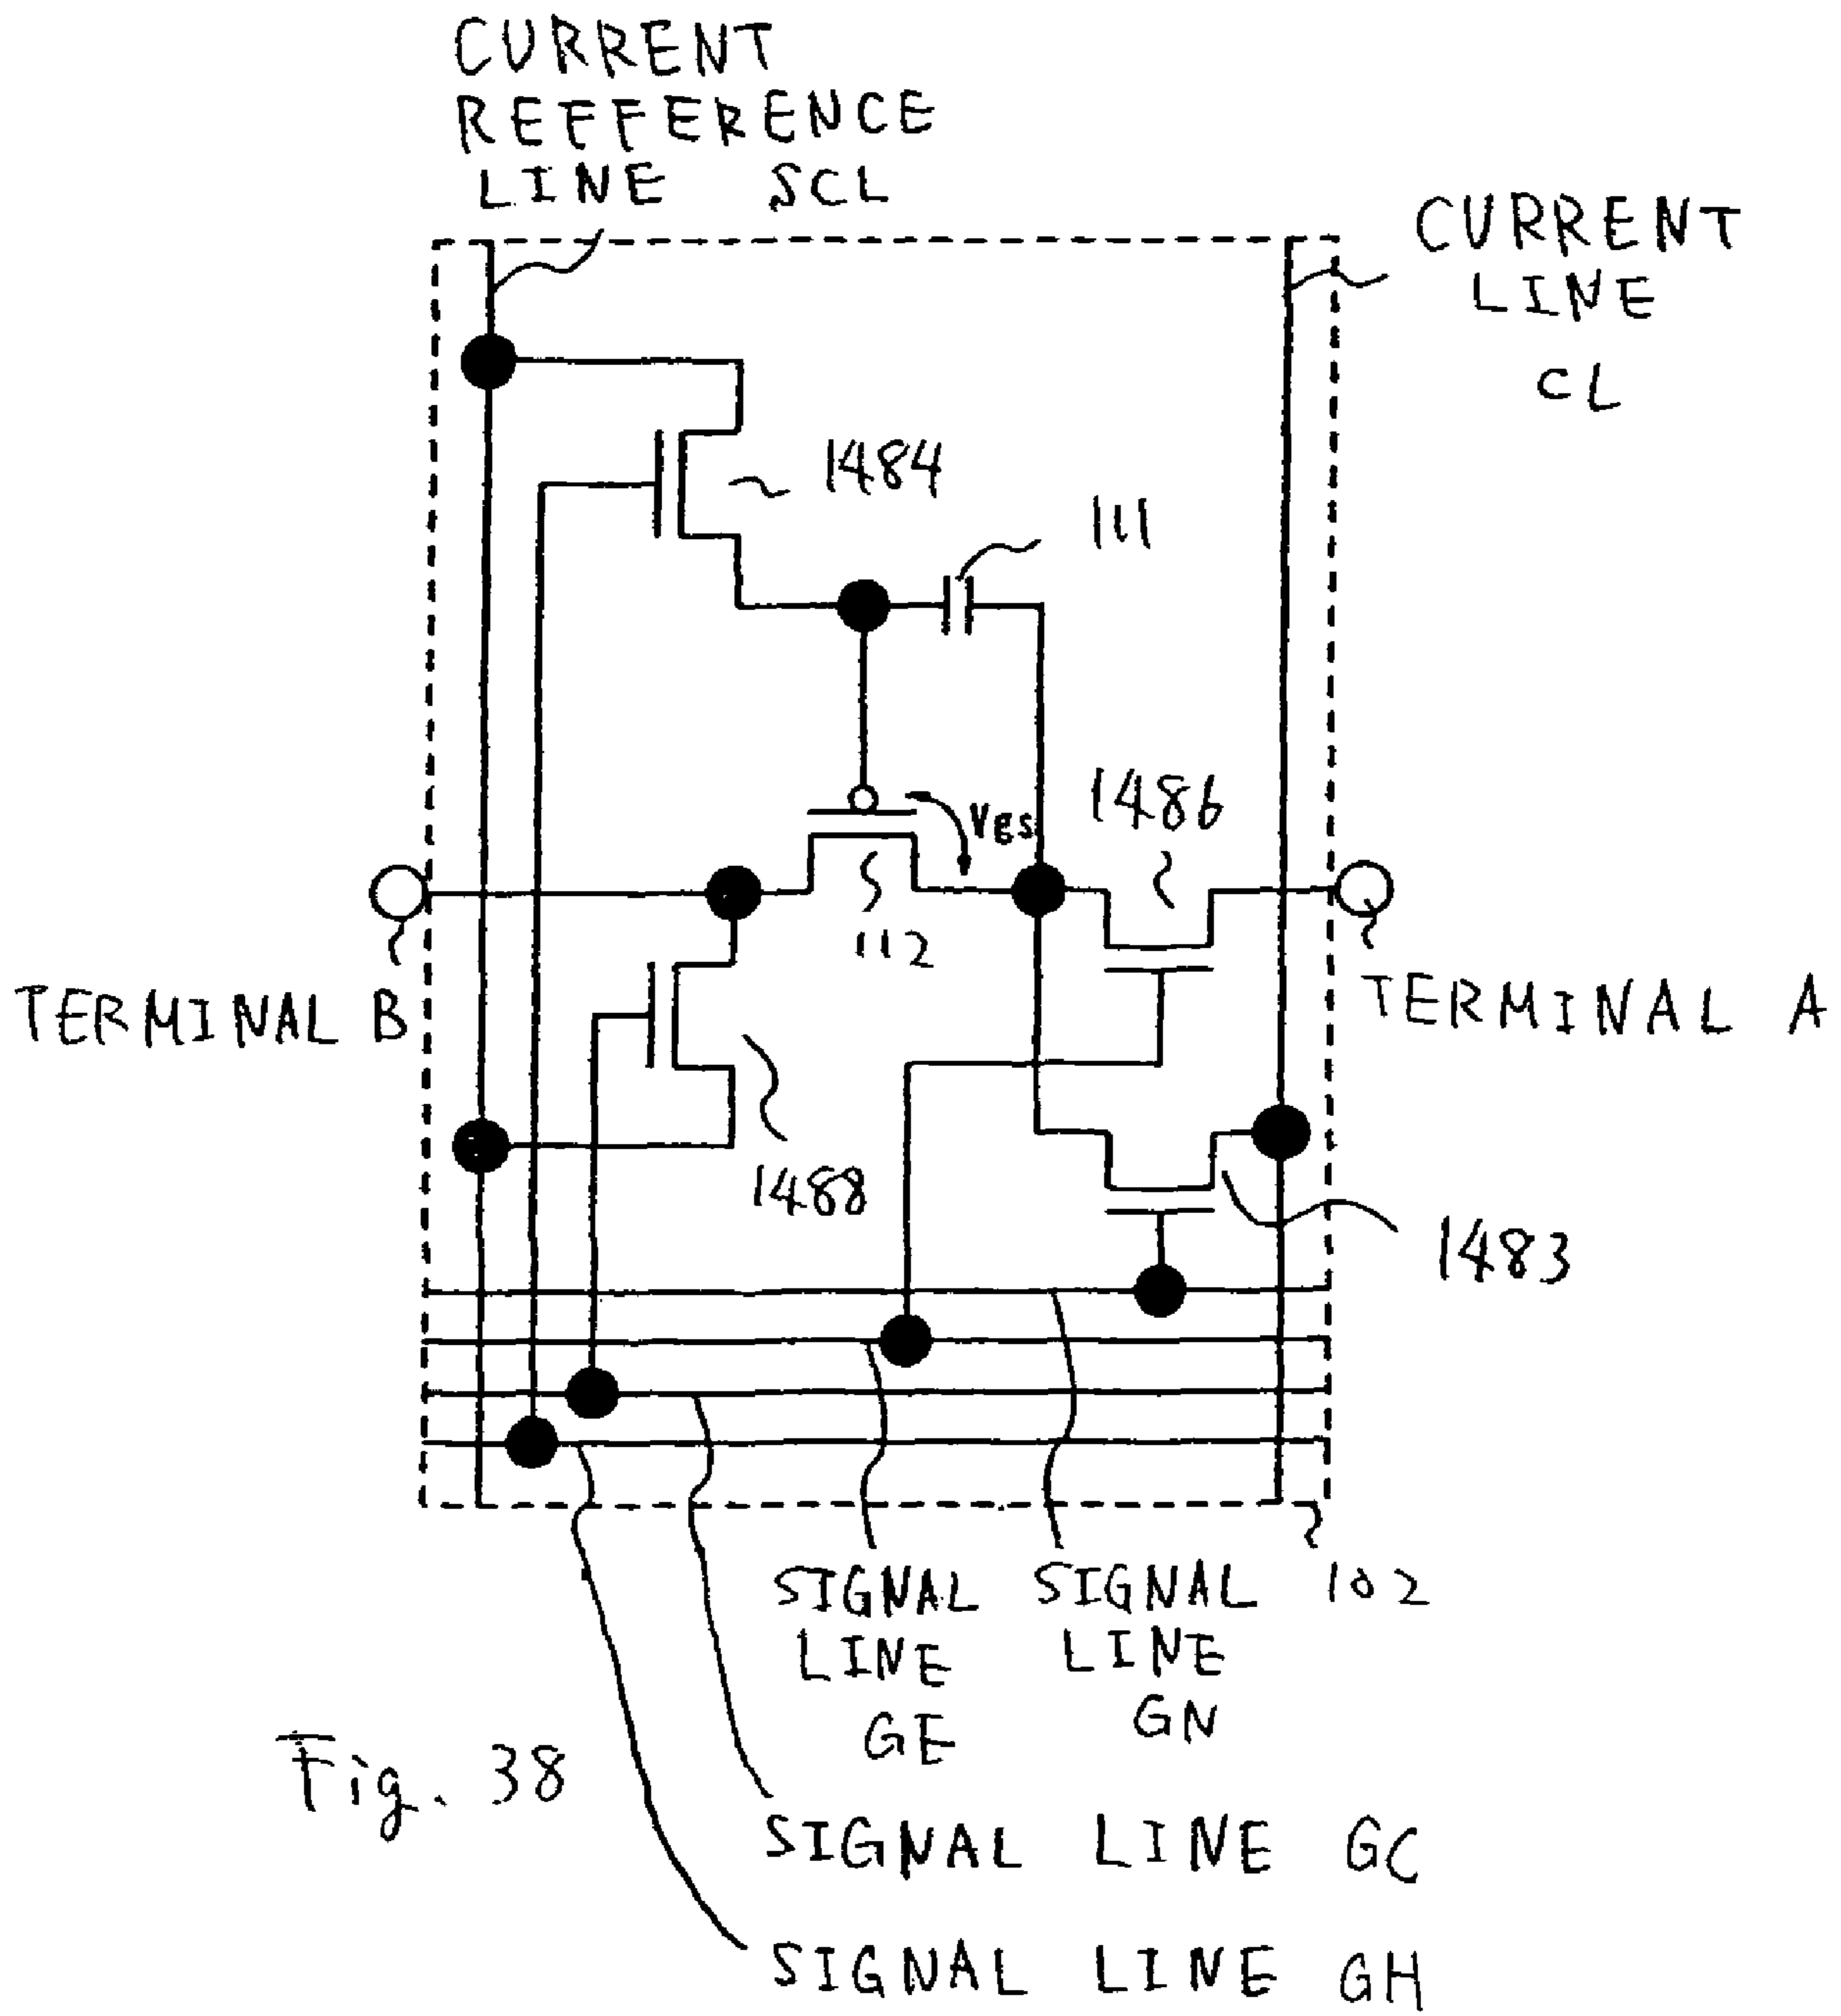 CURRENT
REFFERENCE
LINE SCL
CURRENT
LINE
CL
1484
111
1486
Vgs
112
TERMINAL B
TERMINAL A
1488
1483
SIGNAL
LINE
GE
SIGNAL
LINE
GN
102
Fig. 38
SIGNAL LINE GC
SIGNAL LINE GH